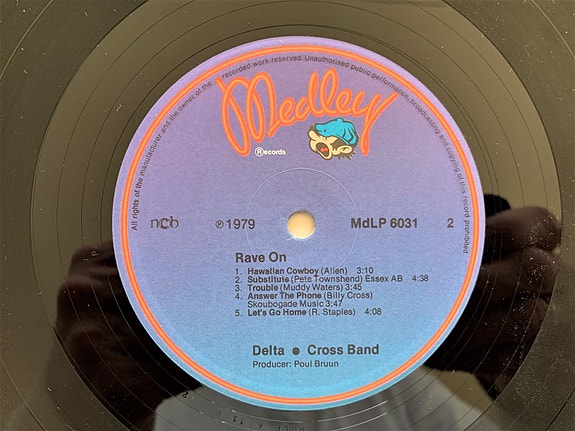 All rights of the manufacturer and the owner of the recorded work reserved. Unauthorised public performance, broadcasting and copying of this record prohibited
Medley
Ⓡecords
ncb
℗ 1979
MdLP 6031
2
Rave On
1. Hawaiian Cowboy (Allen) 3:10
2. Substitute (Pete Townshend) Essex AB 4:38
3. Trouble (Muddy Waters) 3:45
4. Answer The Phone (Billy Cross)
Skoubogade Music 3:47
5. Let's Go Home (R. Staples) 4:08
Delta ● Cross Band
Producer: Poul Bruun